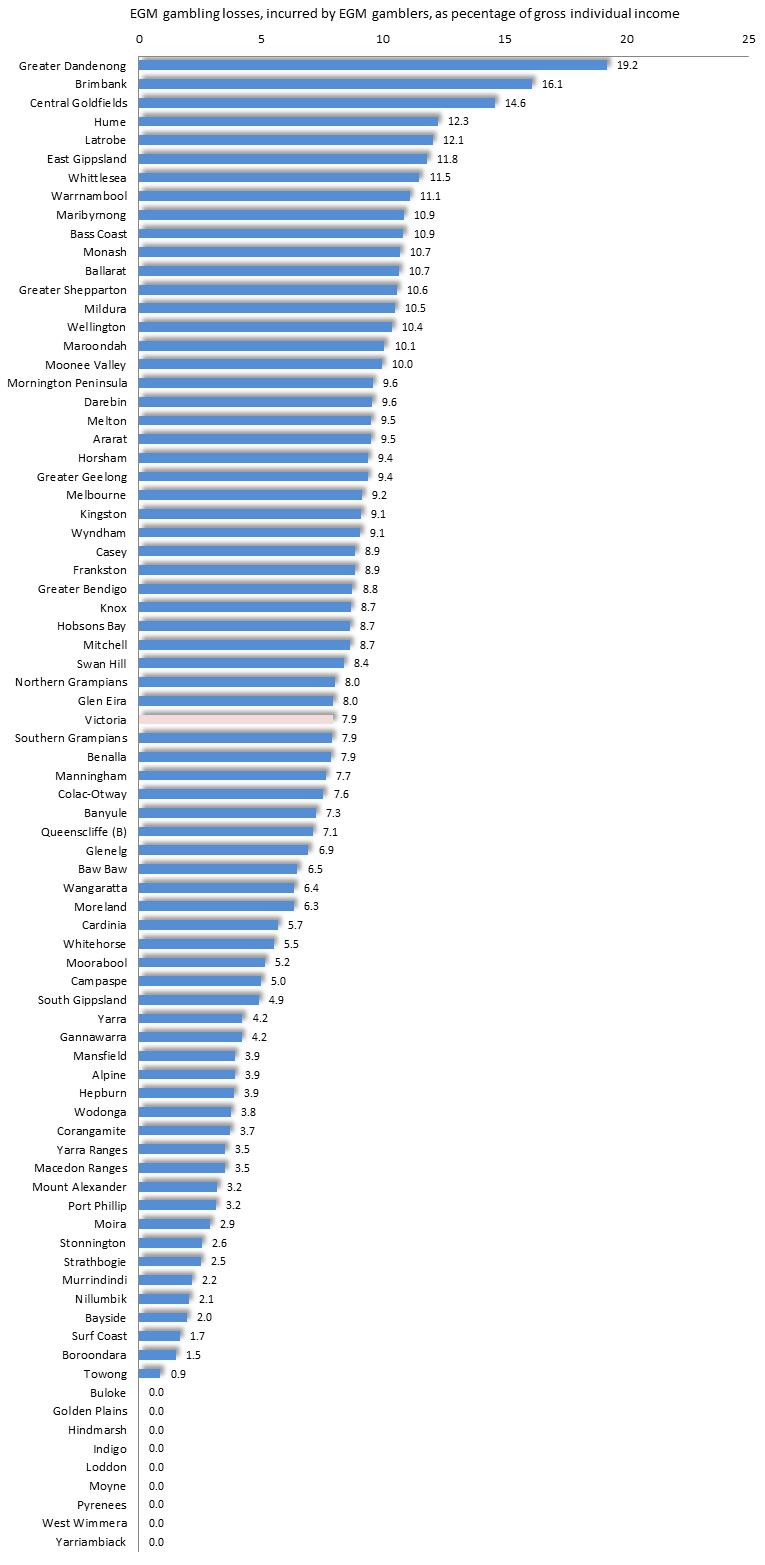 EGM gambling losses, incurred by EGM gamblers, as pecentage of gross individual income
0 5 10 15 20 25
Greater Dandenong 19.2
Brimbank 16.1
Central Goldfields 14.6
Hume 12.3
Latrobe 12.1
East Gippsland 11.8
Whittlesea 11.5
Warrnambool 11.1
Maribyrnong 10.9
Bass Coast 10.9
Monash 10.7
Ballarat 10.7
Greater Shepparton 10.6
Mildura 10.5
Wellington 10.4
Maroondah 10.1
Moonee Valley 10.0
Mornington Peninsula 9.6
Darebin 9.6
Melton 9.5
Ararat 9.5
Horsham 9.4
Greater Geelong 9.4
Melbourne 9.2
Kingston 9.1
Wyndham 9.1
Casey 8.9
Frankston 8.9
Greater Bendigo 8.8
Knox 8.7
Hobsons Bay 8.7
Mitchell 8.7
Swan Hill 8.4
Northern Grampians 8.0
Glen Eira 8.0
Victoria 7.9
Southern Grampians 7.9
Benalla 7.9
Manningham 7.7
Colac-Otway 7.6
Banyule 7.3
Queenscliffe (B) 7.1
Glenelg 6.9
Baw Baw 6.5
Wangaratta 6.4
Moreland 6.3
Cardinia 5.7
Whitehorse 5.5
Moorabool 5.2
Campaspe 5.0
South Gippsland 4.9
Yarra 4.2
Gannawarra 4.2
Mansfield 3.9
Alpine 3.9
Hepburn 3.9
Wodonga 3.8
Corangamite 3.7
Yarra Ranges 3.5
Macedon Ranges 3.5
Mount Alexander 3.2
Port Phillip 3.2
Moira 2.9
Stonnington 2.6
Strathbogie 2.5
Murrindindi 2.2
Nillumbik 2.1
Bayside 2.0
Surf Coast 1.7
Boroondara 1.5
Towong 0.9
Buloke 0.0
Golden Plains 0.0
Hindmarsh 0.0
Indigo 0.0
Loddon 0.0
Moyne 0.0
Pyrenees 0.0
West Wimmera 0.0
Yarriambiack 0.0